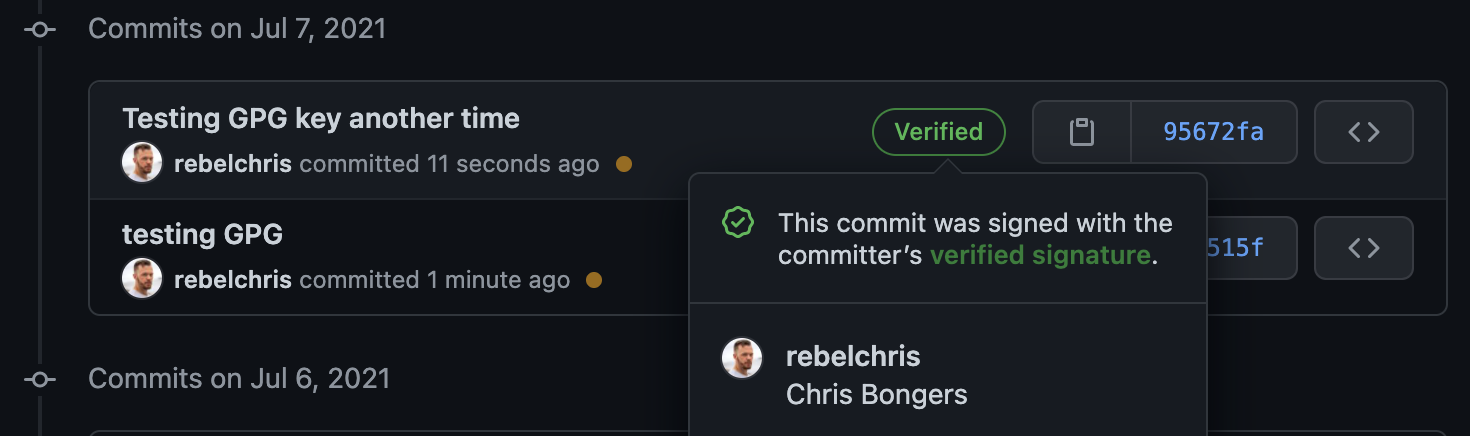 Commits on Jul 7, 2021
Testing GPG key another time
Verified
95672fa
rebelchris committed 11 seconds ago
This commit was signed with the
committer’s verified signature.
testing GPG
515f
rebelchris committed 1 minute ago
rebelchris
Chris Bongers
Commits on Jul 6, 2021